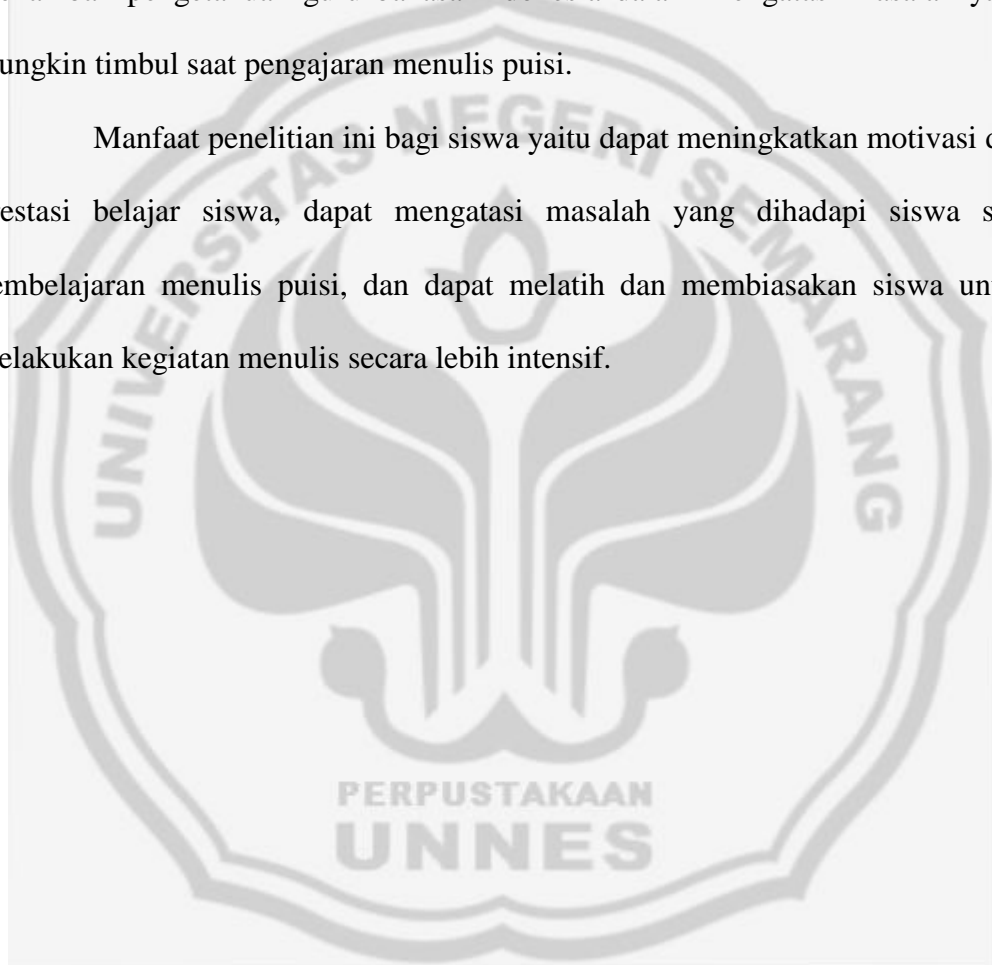 ungkin timbul saat pengajaran menulis puisi.
Manfaat penelitian ini bagi siswa yaitu dapat meningkatkan motivasi d
estasi belajar siswa, dapat mengatasi masalah yang dihadapi siswa s
embelajaran menulis puisi, dan dapat melatih dan membiasakan siswa un
elakukan kegiatan menulis secara lebih intensif.
UNIVERSITAS NEGERI SEMARANG
PERPUSTAKAAN
UNNES